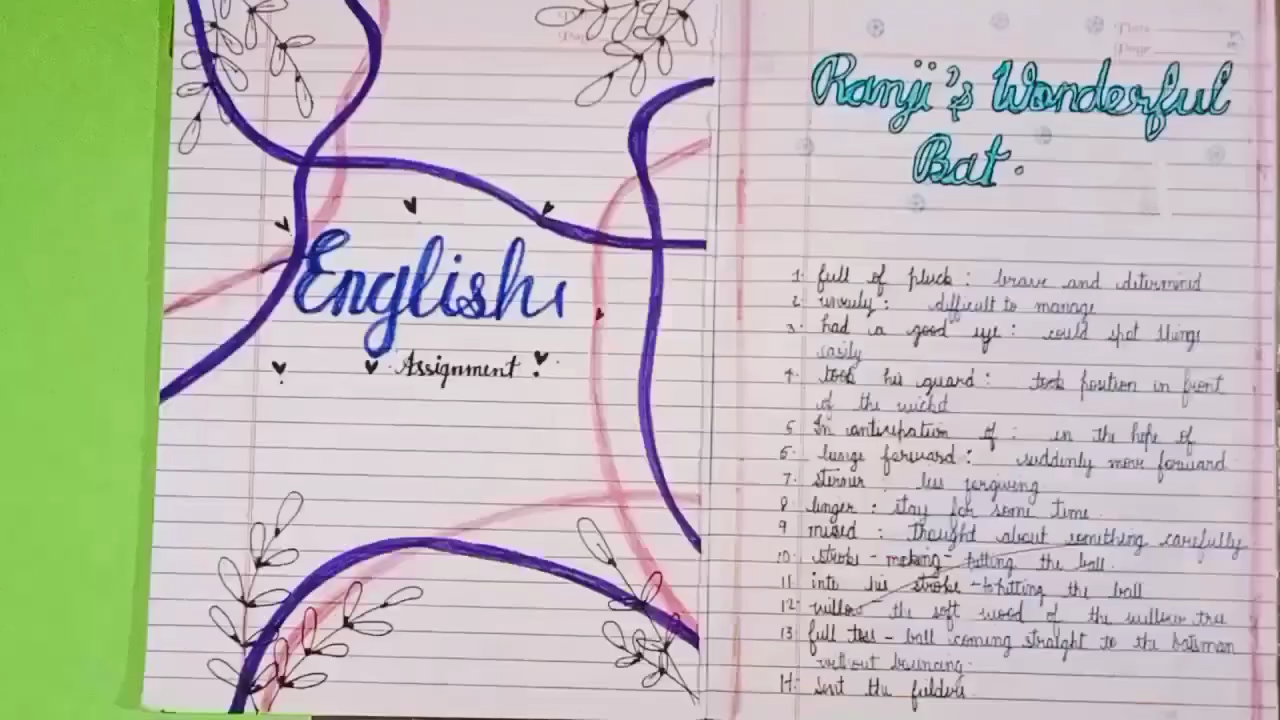 English
Assignment
Date
Page
Ranji's Wonderful
Bat.
1. full of pluck : brave and determined
2. unruly : difficult to manage
3. had a good eye : could spot things
easily
4. took his guard : took position in front
of the wicket
5. In anticipation of : in the hope of
6. lunge forward : suddenly move forward
7. sterner less forgiving
8. linger : stay for some time
9. mused : thought about something carefully
10. stroke - making - hitting the ball.
11. into his stroke - hitting the ball
12. willow the soft wood of the willow tree
13. full toss - ball coming straight to the batsman
without bouncing.
14. sent the fielders